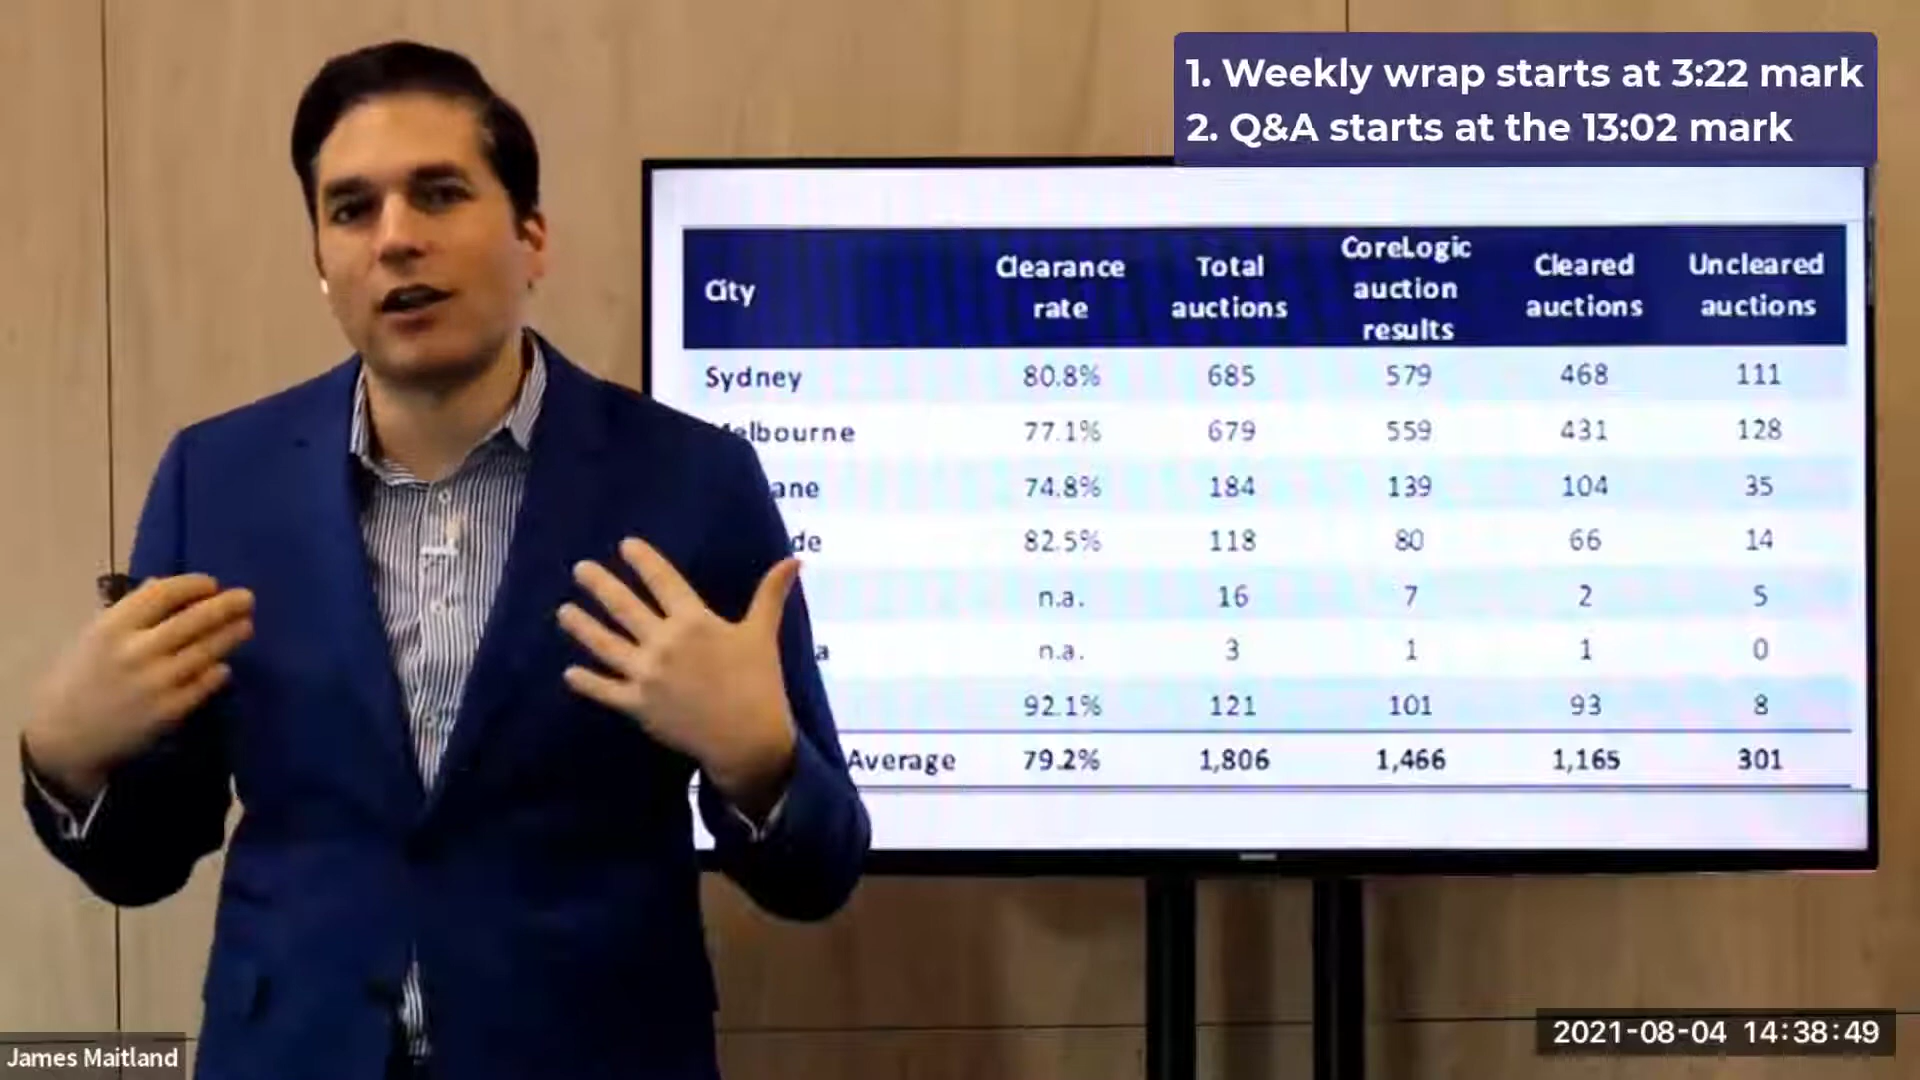 1. Weekly wrap starts at 3:22 mark
2. Q&A starts at the 13:02 mark
City Clearance rate Total auctions CoreLogic auction results Cleared auctions Uncleared auctions
Sydney 80.8% 685 579 468 111
elbourne 77.1% 679 559 431 128
ane 74.8% 184 139 104 35
de 82.5% 118 80 66 14
n.a. 16 7 2 5
a n.a. 3 1 1 0
92.1% 121 101 93 8
Average 79.2% 1,806 1,466 1,165 301
James Maitland
2021-08-04 14:38:49